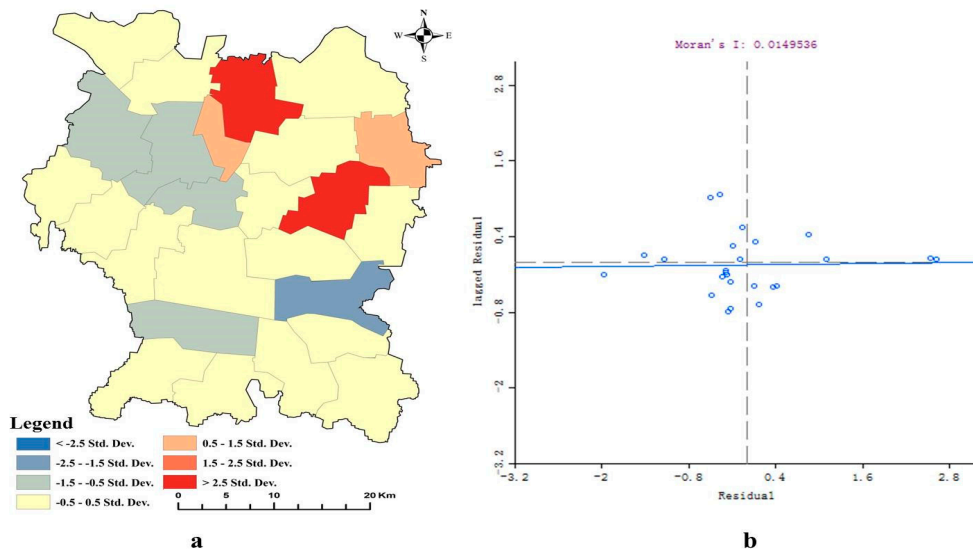 N
W E
S
Legend
< -2.5 Std. Dev.
-2.5 - -1.5 Std. Dev.
-1.5 - -0.5 Std. Dev.
-0.5 - 0.5 Std. Dev.
0.5 - 1.5 Std. Dev.
1.5 - 2.5 Std. Dev.
> 2.5 Std. Dev.
0 5 10 20 Km
a
Moran's I: 0.0149536
lagged Residual
2.8
1.6
0.4
-0.8
-2
-3.2
-3.2 -2 -0.8 0.4 1.6 2.8
Residual
b